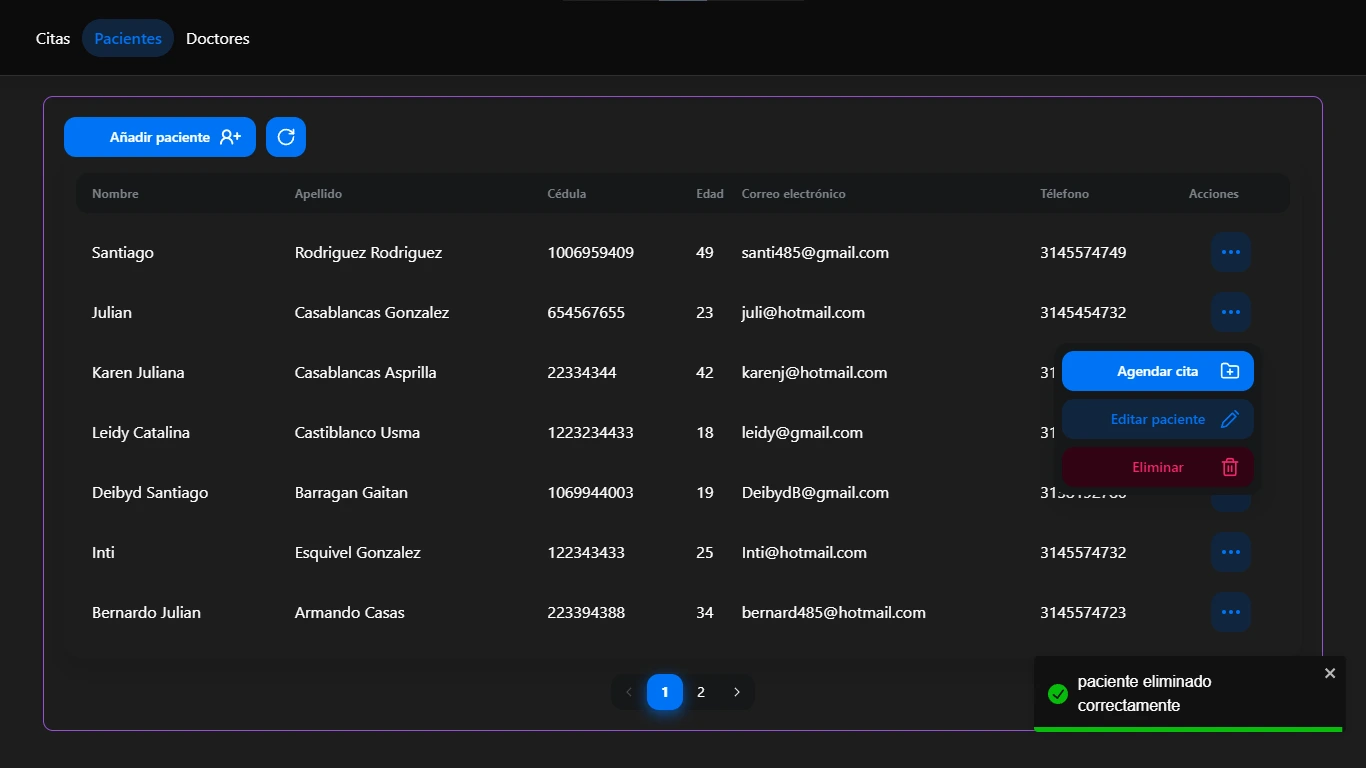 Citas Pacientes Doctores
Añadir paciente
Nombre Apellido Cédula Edad Correo electrónico Télefono Acciones
Santiago Rodriguez Rodriguez 1006959409 49 santi485@gmail.com 3145574749
Julian Casablancas Gonzalez 654567655 23 juli@hotmail.com 3145454732
Karen Juliana Casablancas Asprilla 22334344 42 karenj@hotmail.com 31
Agendar cita
Editar paciente
Eliminar
Leidy Catalina Castiblanco Usma 1223234433 18 leidy@gmail.com 31
Deibyd Santiago Barragan Gaitan 1069944003 19 DeibydB@gmail.com
Inti Esquivel Gonzalez 122343433 25 Inti@hotmail.com 3145574732
Bernardo Julian Armando Casas 223394388 34 bernard485@hotmail.com 3145574723
1 2
paciente eliminado
correctamente